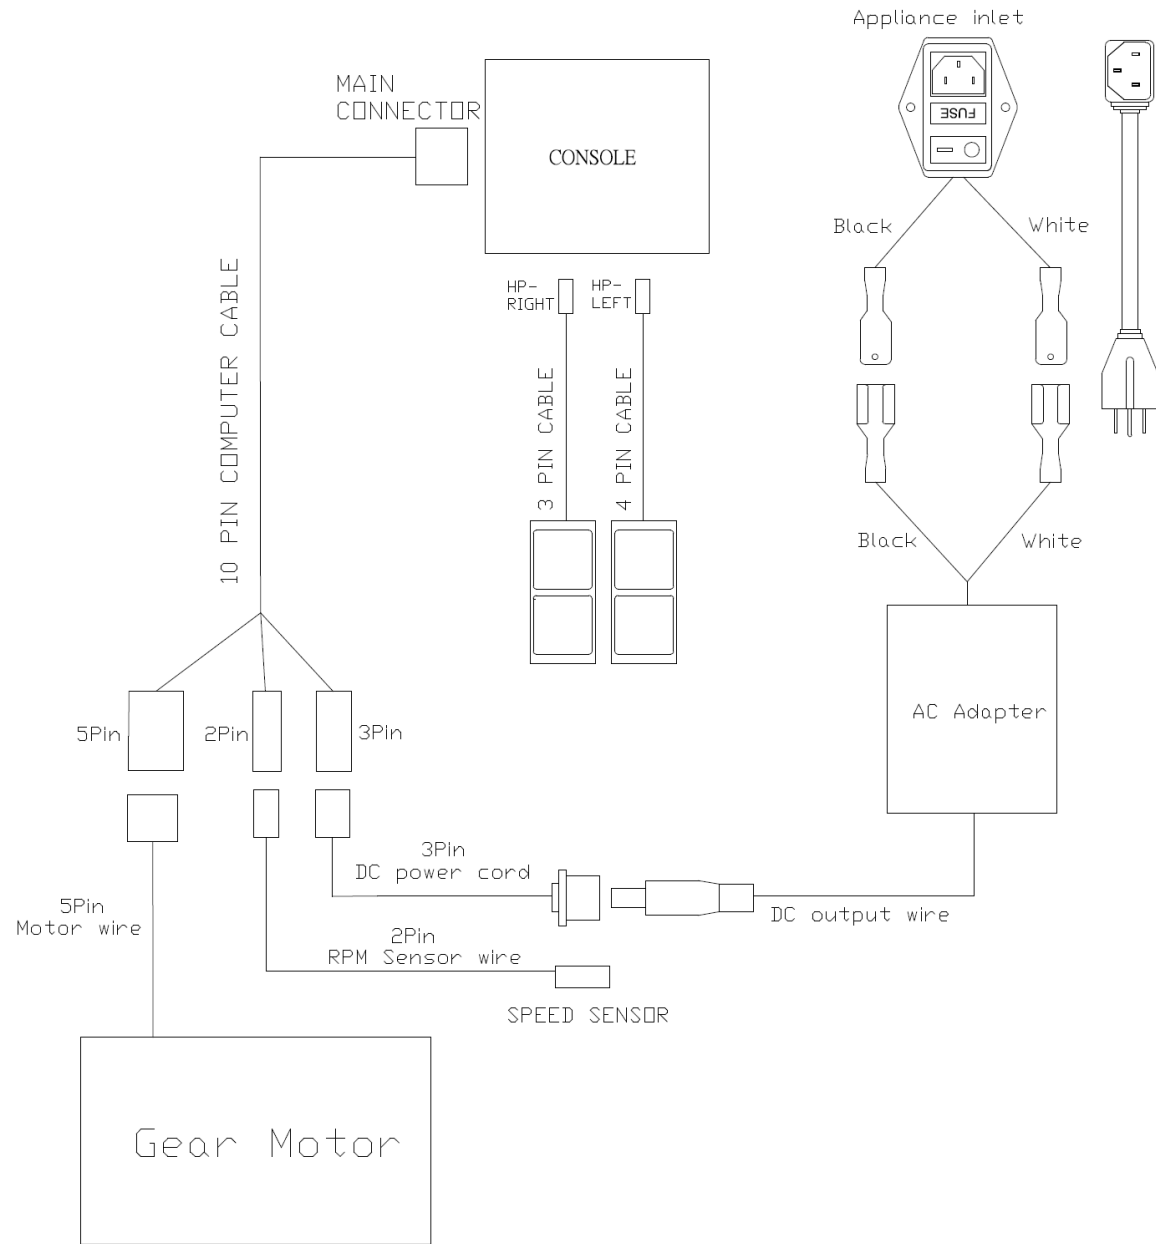 Appliance inlet
MAIN
CONNECTOR
CONSOLE
FUSE
Black
White
HP-
RIGHT
HP-
LEFT
10 PIN COMPUTER CABLE
3 PIN CABLE
4 PIN CABLE
Black
White
AC Adapter
5Pin
2Pin
3Pin
3Pin
DC power cord
DC output wire
5Pin
Motor wire
2Pin
RPM Sensor wire
SPEED SENSOR
Gear Motor